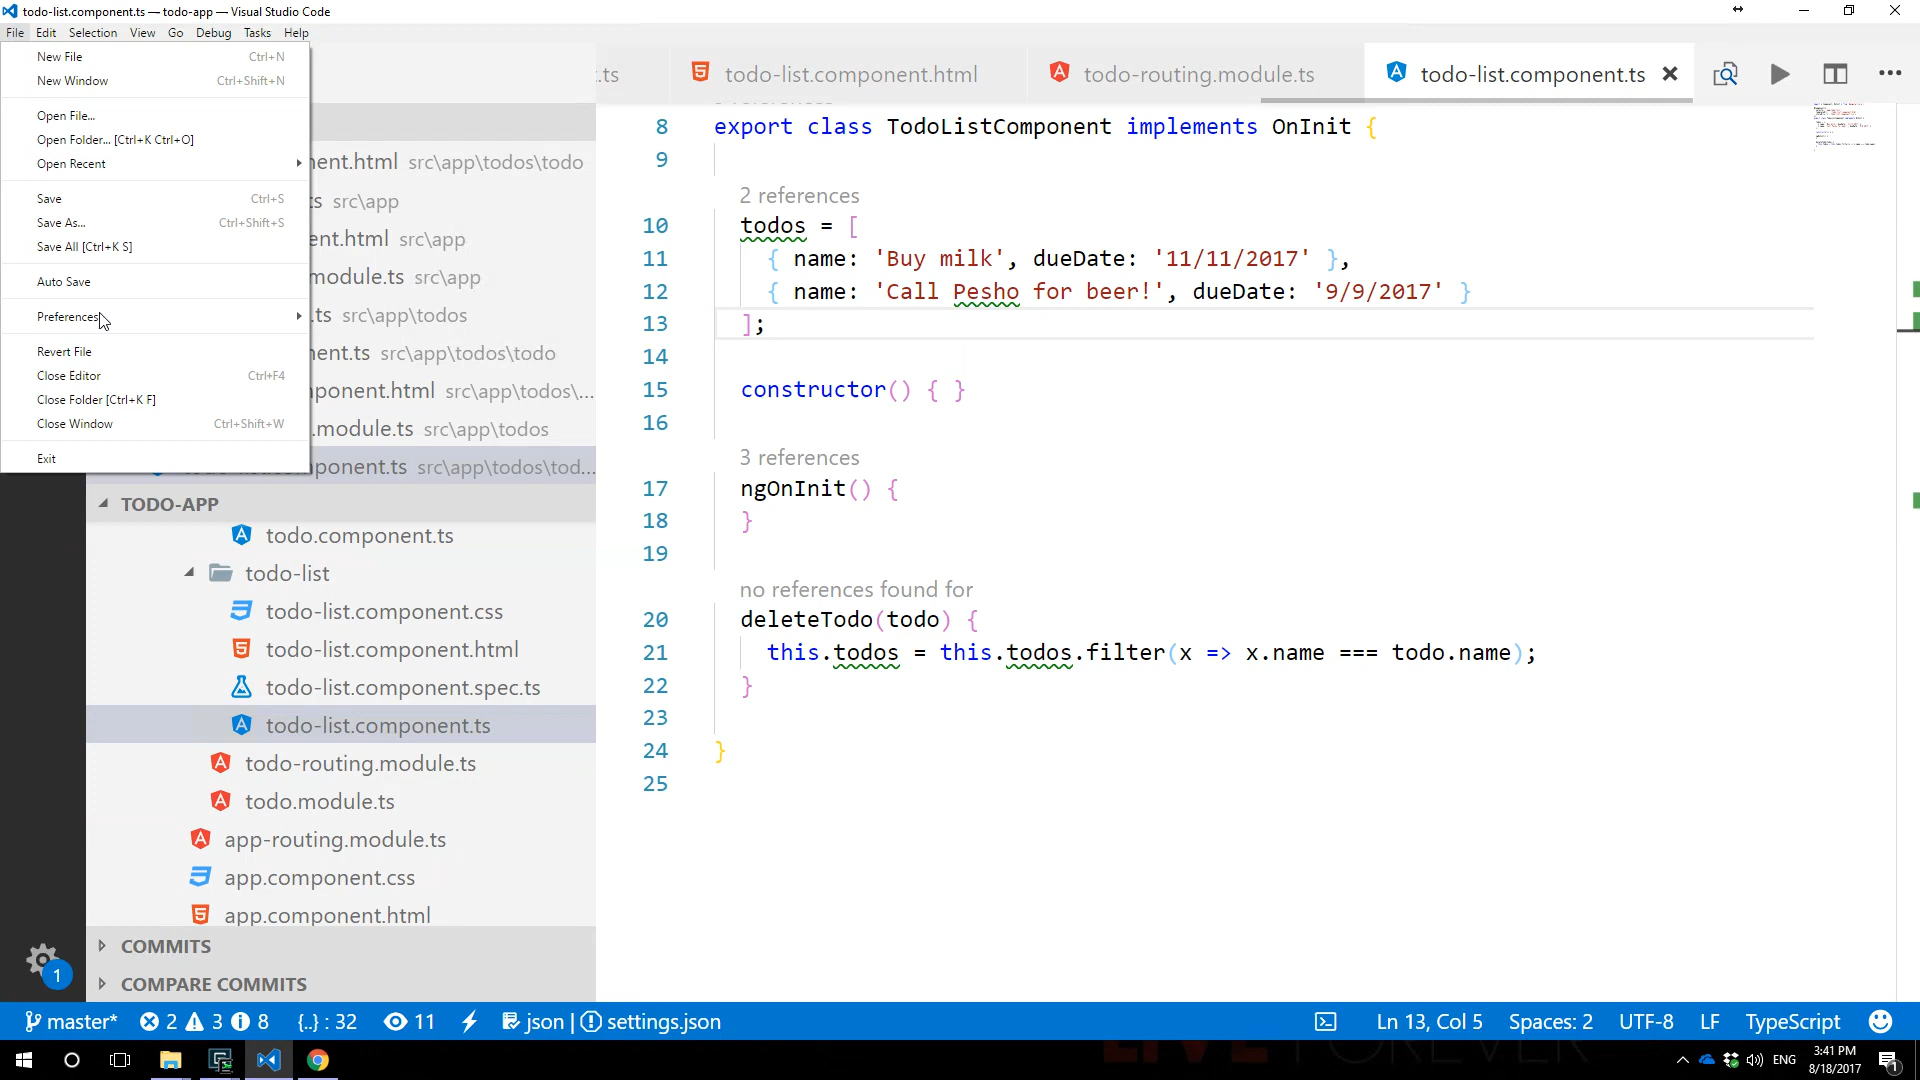 todo-list.component.ts — todo-app — Visual Studio Code
File Edit Selection View Go Debug Tasks Help
New File Ctrl+N
New Window Ctrl+Shift+N
Open File...
Open Folder... [Ctrl+K Ctrl+O]
Open Recent
Save Ctrl+S
Save As... Ctrl+Shift+S
Save All [Ctrl+K S]
Auto Save
Preferences
Revert File
Close Editor Ctrl+F4
Close Folder [Ctrl+K F]
Close Window Ctrl+Shift+W
Exit
.ts todo-list.component.html todo-routing.module.ts todo-list.component.ts
nent.html src\app\todos\todo
ts src\app
ent.html src\app
module.ts src\app
.ts src\app\todos
nent.ts src\app\todos\todo
ponent.html src\app\todos\...
.module.ts src\app\todos
ponent.ts src\app\todos\tod...
TODO-APP
todo.component.ts
todo-list
todo-list.component.css
todo-list.component.html
todo-list.component.spec.ts
todo-list.component.ts
todo-routing.module.ts
todo.module.ts
app-routing.module.ts
app.component.css
app.component.html
COMMITS
COMPARE COMMITS
1
8 export class TodoListComponent implements OnInit {
9
2 references
10 todos = [
11 { name: 'Buy milk', dueDate: '11/11/2017' },
12 { name: 'Call Pesho for beer!', dueDate: '9/9/2017' }
13 ];
14
15 constructor() { }
16
3 references
17 ngOnInit() {
18 }
19
no references found for
20 deleteTodo(todo) {
21 this.todos = this.todos.filter(x => x.name === todo.name);
22 }
23
24 }
25
master* 2 3 8 {..} : 32 11 json | settings.json Ln 13, Col 5 Spaces: 2 UTF-8 LF TypeScript
ENG
3:41 PM
8/18/2017
1